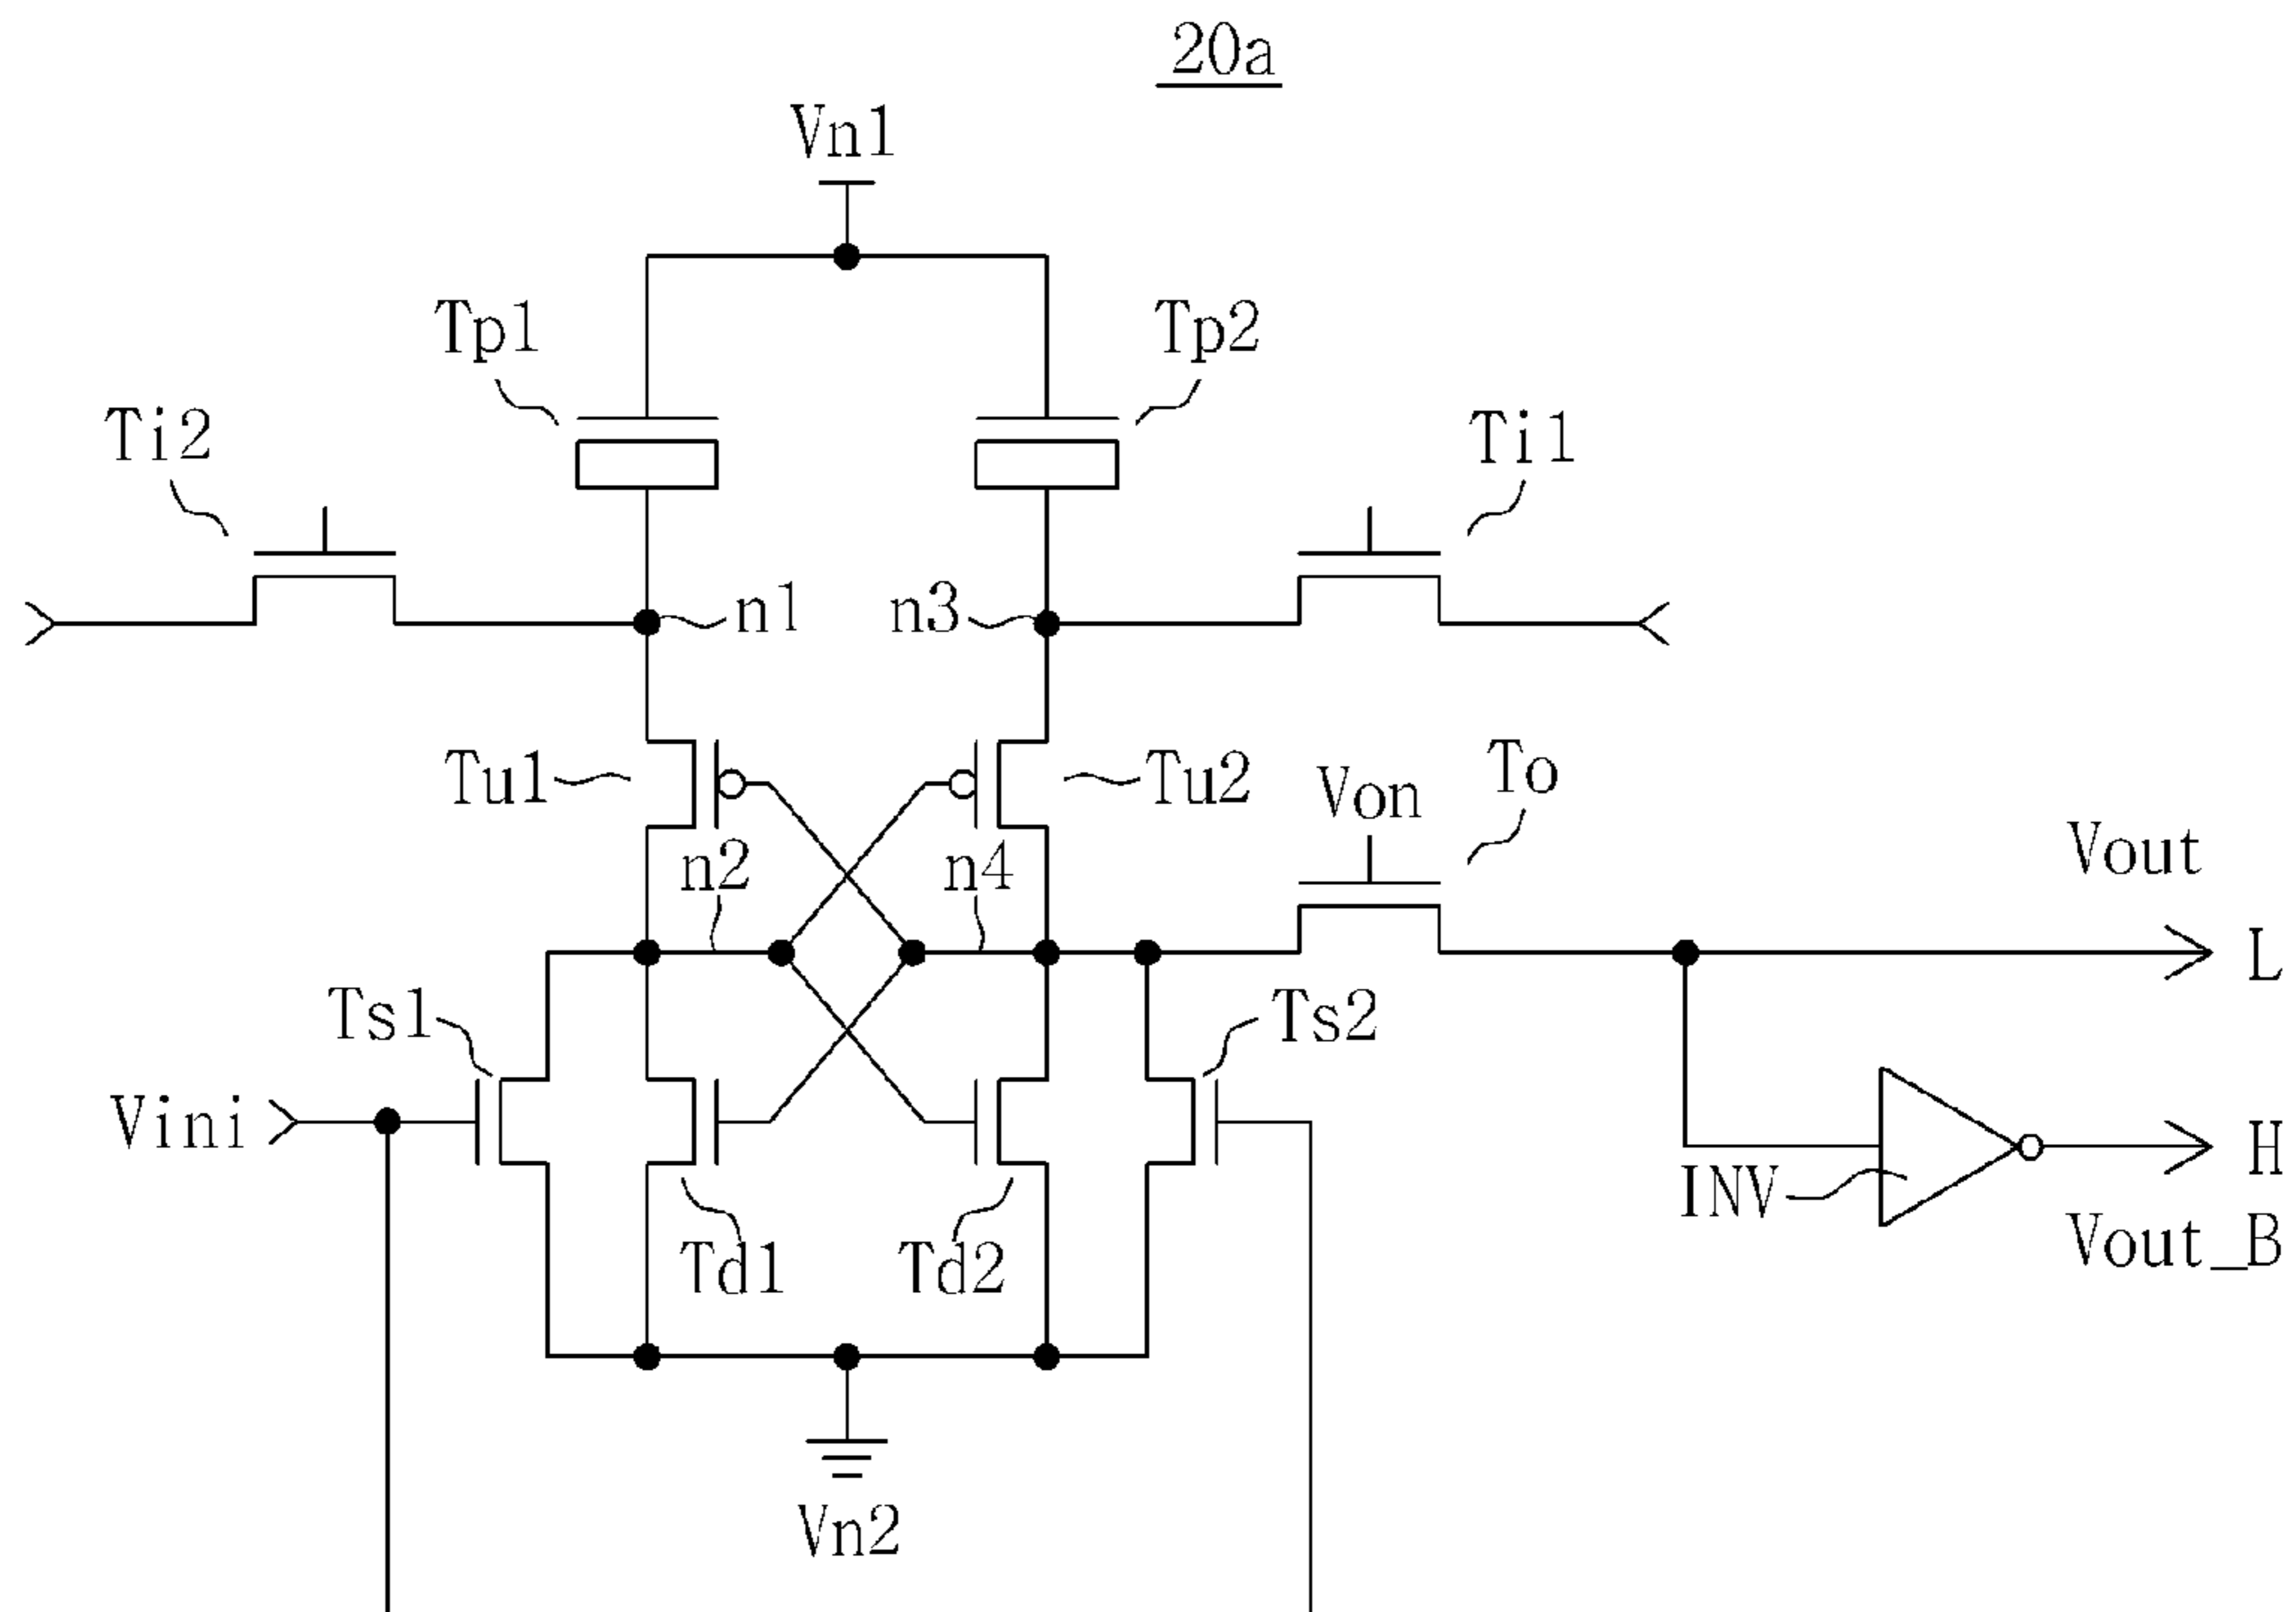 20a
Vn1
Tp1
Tp2
Ti2
Ti1
n1
n3
Tu1
Tu2
Von
To
Vout
n2
n4
L
Ts1
Ts2
Vini
H
INV
Vout_B
Td1
Td2
Vn2